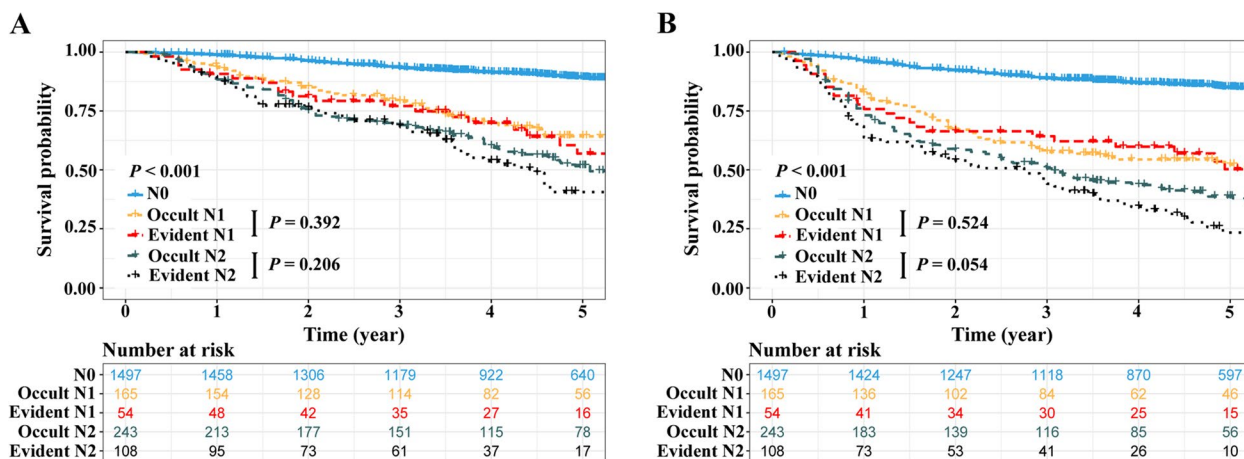 A
Survival probability
1.00
0.75
0.50
0.25
0.00
P < 0.001
N0
Occult N1
Evident N1
P = 0.392
Occult N2
Evident N2
P = 0.206
0 1 2 3 4 5
Time (year)
Number at risk
N0 1497 1458 1306 1179 922 640
Occult N1 165 154 128 114 82 56
Evident N1 54 48 42 35 27 16
Occult N2 243 213 177 151 115 78
Evident N2 108 95 73 61 37 17
B
Survival probability
1.00
0.75
0.50
0.25
0.00
P < 0.001
N0
Occult N1
Evident N1
P = 0.524
Occult N2
Evident N2
P = 0.054
0 1 2 3 4 5
Time (year)
Number at risk
N0 1497 1424 1247 1118 870 597
Occult N1 165 136 102 84 62 46
Evident N1 54 41 34 30 25 15
Occult N2 243 183 139 116 85 56
Evident N2 108 73 53 41 26 10